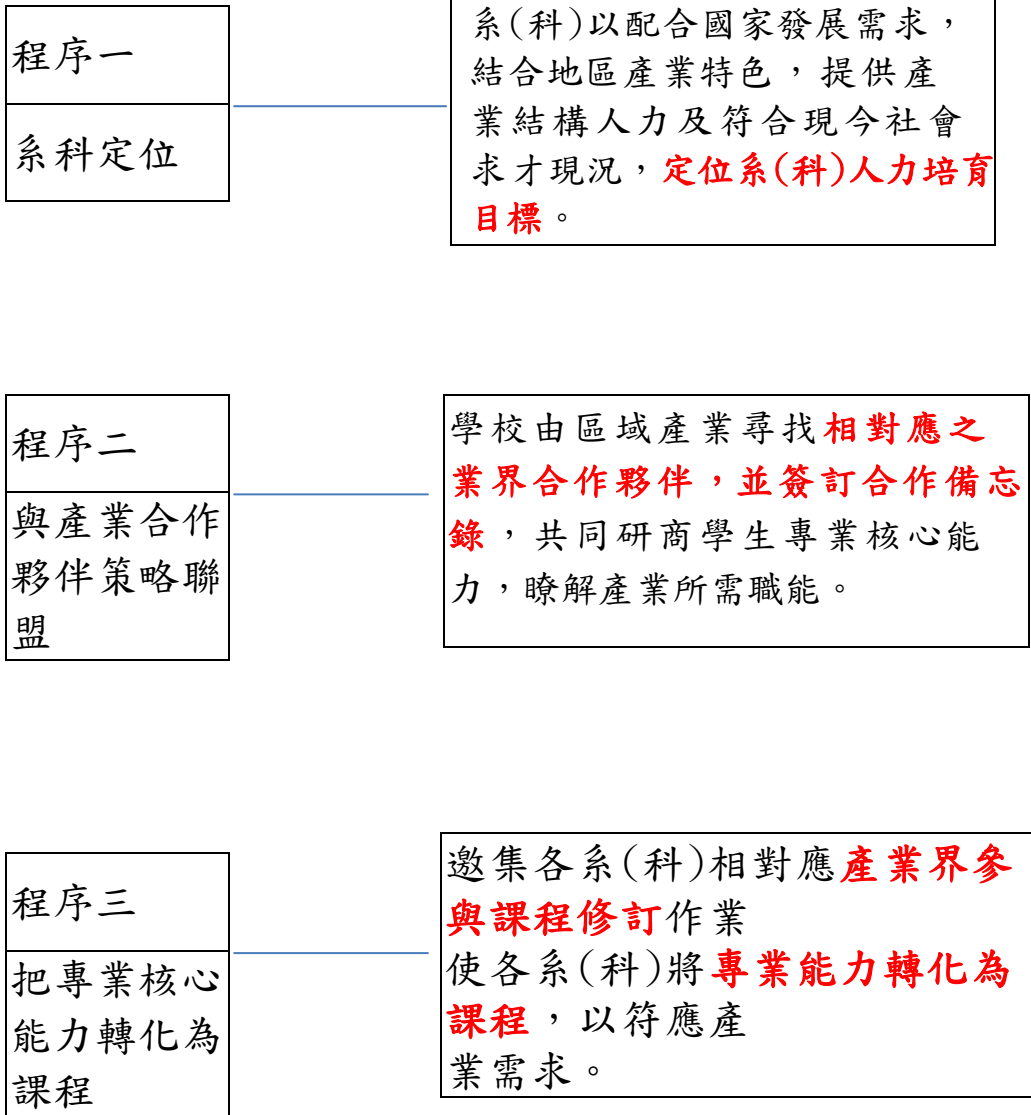 程序一
系科定位
系(科)以配合國家發展需求，
結合地區產業特色，提供產
業結構人力及符合現今社會
求才現況，定位系(科)人力培育
目標。
程序二
與產業合作
夥伴策略聯
盟
學校由區域產業尋找相對應之
業界合作夥伴，並簽訂合作備忘
錄，共同研商學生專業核心能
力，瞭解產業所需職能。
程序三
把專業核心
能力轉化為
課程
邀集各系(科)相對應產業界參
與課程修訂作業
使各系(科)將專業能力轉化為
課程，以符應產
業需求。